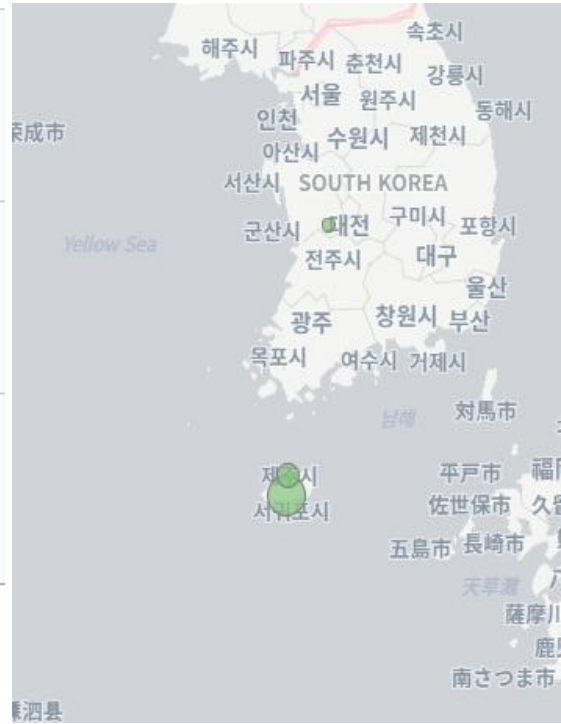 속초시
해주시
파주시 춘천시
강릉시
서울
원주시
동해시
인천
수원시 제천시
成市
아산시
서산시
SOUTH KOREA
군산시
대전
구미시
포항시
Yellow Sea
전주시
대구
울산
광주
창원시
부산
목포시
여수시 거제시
対馬市
남해
平戸市
서귀포시
佐世保市
五島市
長崎市
天草灘
薩摩川
南さつま市
泗县